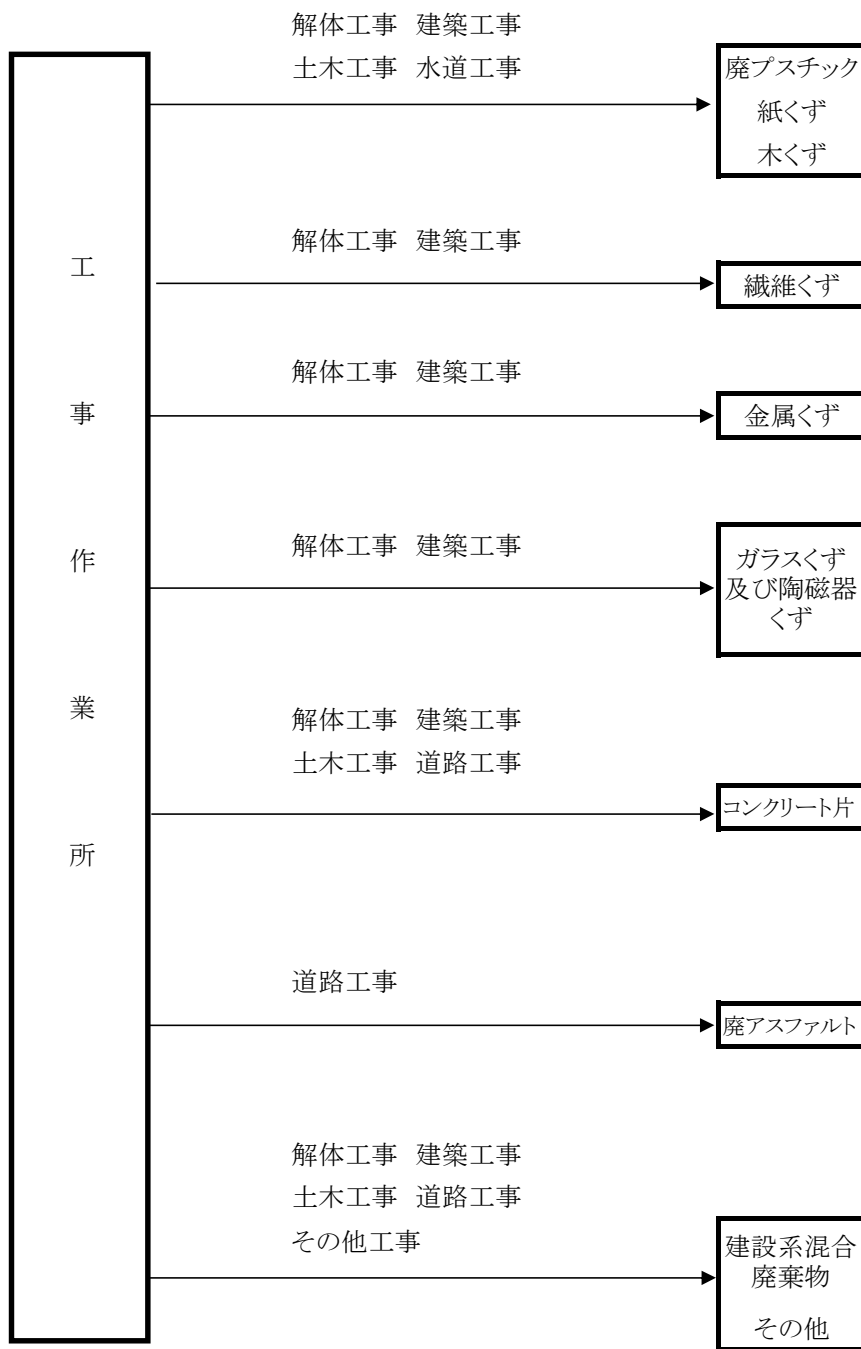 解体工事 建築工事
土木工事 水道工事
廃プスチック
紙くず
木くず
解体工事 建築工事
繊維くず
解体工事 建築工事
金属くず
解体工事 建築工事
ガラスくず
及び陶磁器
くず
解体工事 建築工事
土木工事 道路工事
コンクリート片
道路工事
廃アスファルト
解体工事 建築工事
土木工事 道路工事
その他工事
建設系混合
廃棄物
その他
工
事
作
業
所